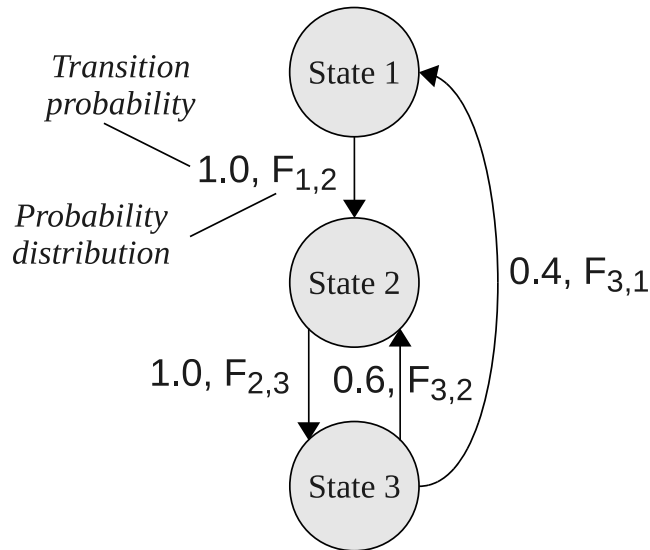 State 1
Transition
probability
1.0, F1,2
Probability
distribution
State 2
0.4, F3,1
1.0, F2,3
0.6, F3,2
State 3